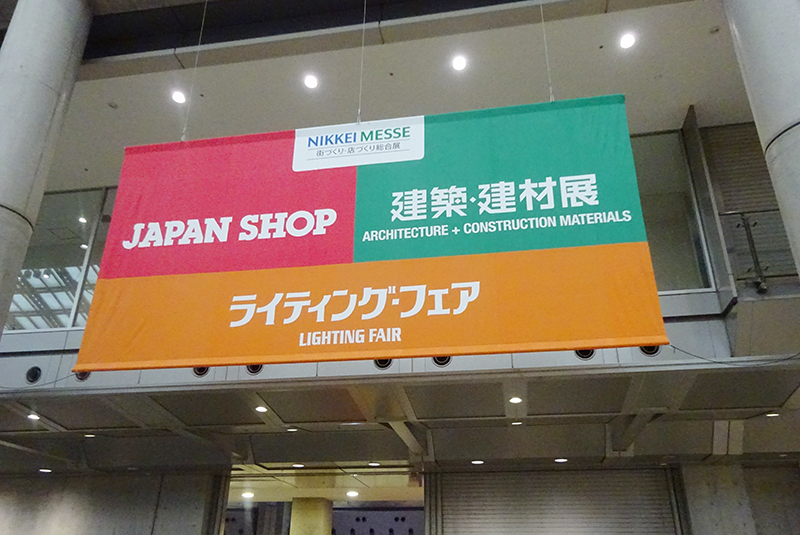 NIKKEI MESSE
街づくり・店づくり総合展
JAPAN SHOP
建築・建材展
ARCHITECTURE + CONSTRUCTION MATERIALS
ライティング・フェア
LIGHTING FAIR